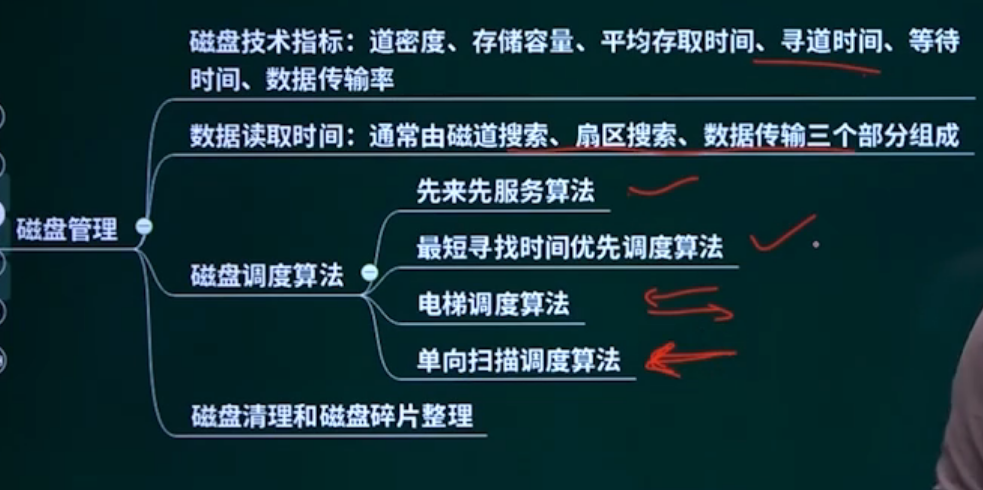 磁盘技术指标：道密度、存储容量、平均存取时间、寻道时间、等待
时间、数据传输率
数据读取时间：通常由磁道搜索、扇区搜索、数据传输三个部分组成
磁盘管理
磁盘调度算法
先来先服务算法
最短寻找时间优先调度算法
电梯调度算法
单向扫描调度算法
磁盘清理和磁盘碎片整理